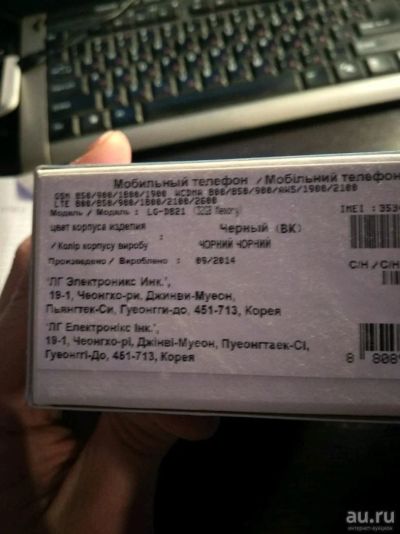 Мобильный телефон / Мобільний телефон
GSM 850/900/1800/1900 WCDMA 800/850/900/AWS/1900/2100
LTE 800/850/900/1800/2100/2600
Модель / Модель : LG-D821 (32GB Memory) IMEI : 353
цвет корпуса изделия : Черный (BK)
/ Колір корпусу виробу ЧОРНИЙ ЧОРНИЙ
Произведено / Вироблено : 09/2014 С/Н / С/Н
'ЛГ Электроникс Инк.',
19-1, Чеонгхо-ри, Джинви-Муеон,
Пьянгтек-Си, Гуеонгги-до, 451-713, Корея
'ЛГ Електронікс Інк.',
19-1, Чеонгхо-рі, Джінві-Муеон, Пуеонгтаек-Сі,
Гуеонггі-До, 451-713, Корея
8 8089
au.ru
интернет-аукцион